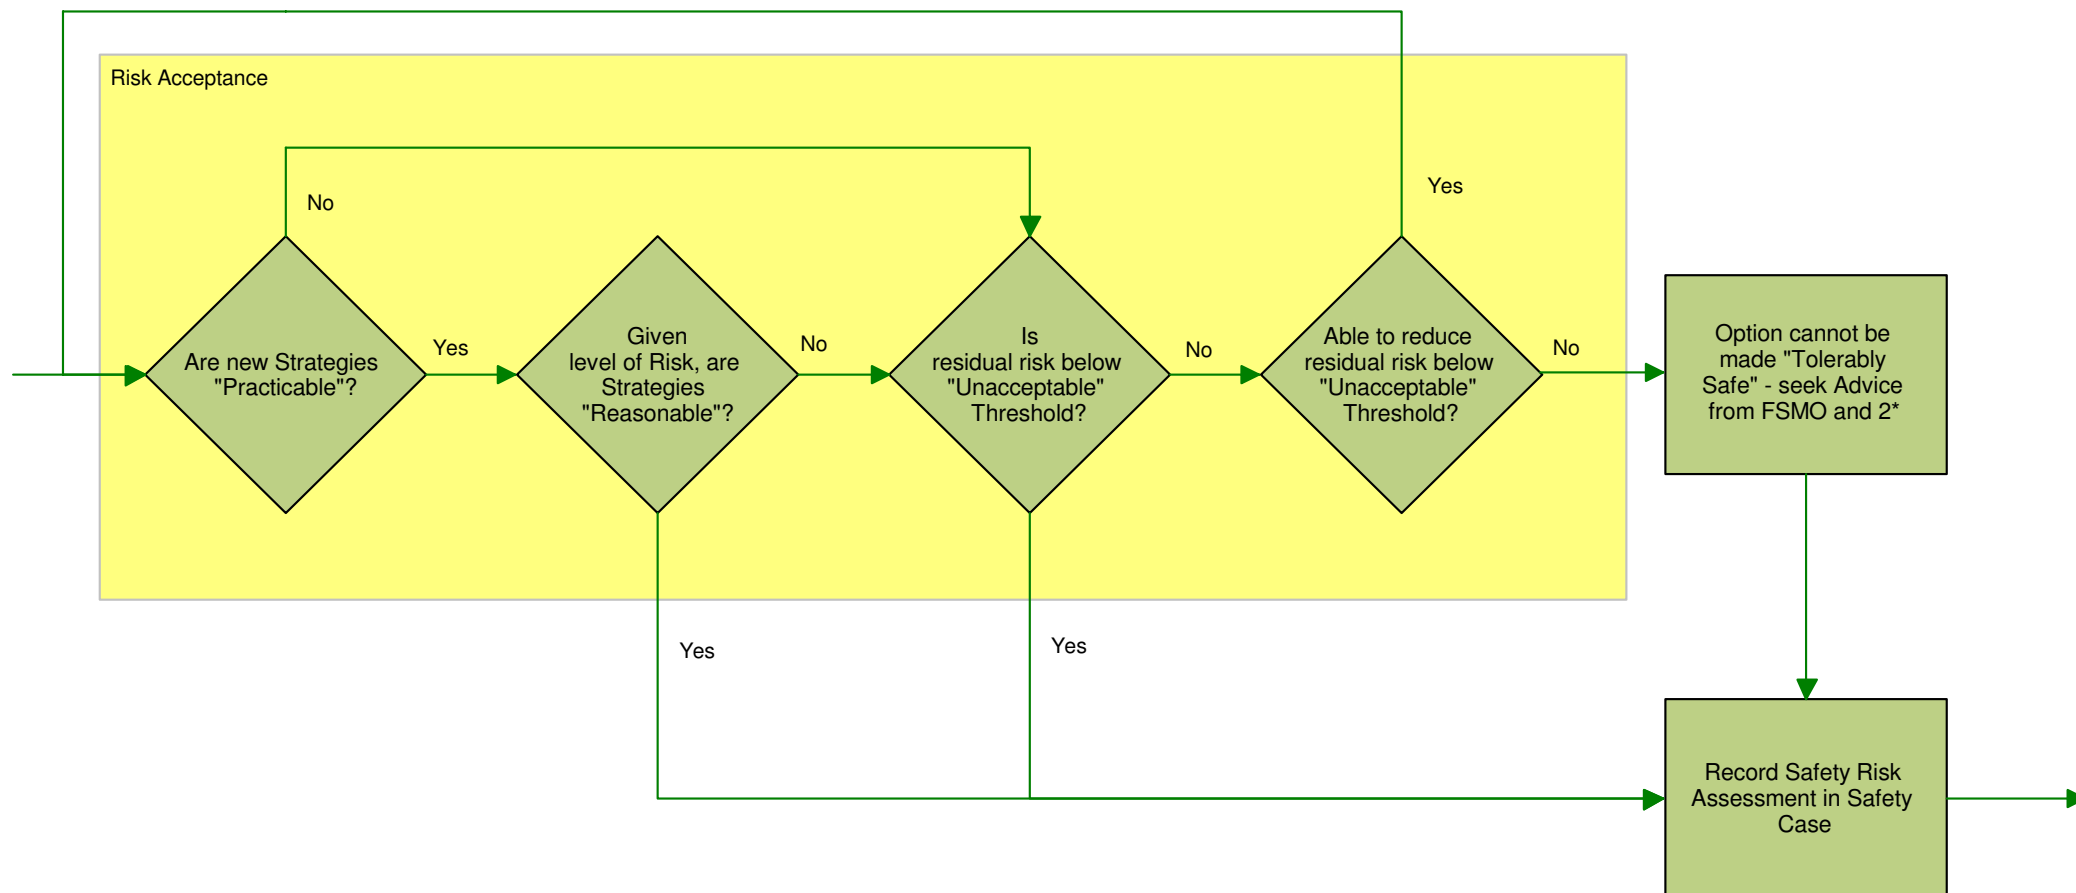 Risk Acceptance
No
Yes
Are new Strategies
"Practicable"?
Yes
Given
level of Risk, are
Strategies
"Reasonable"?
No
Is
residual risk below
"Unacceptable"
Threshold?
No
Able to reduce
residual risk below
"Unacceptable"
Threshold?
No
Option cannot be
made "Tolerably
Safe" - seek Advice
from FSMO and 2*
Yes
Yes
Record Safety Risk
Assessment in Safety
Case